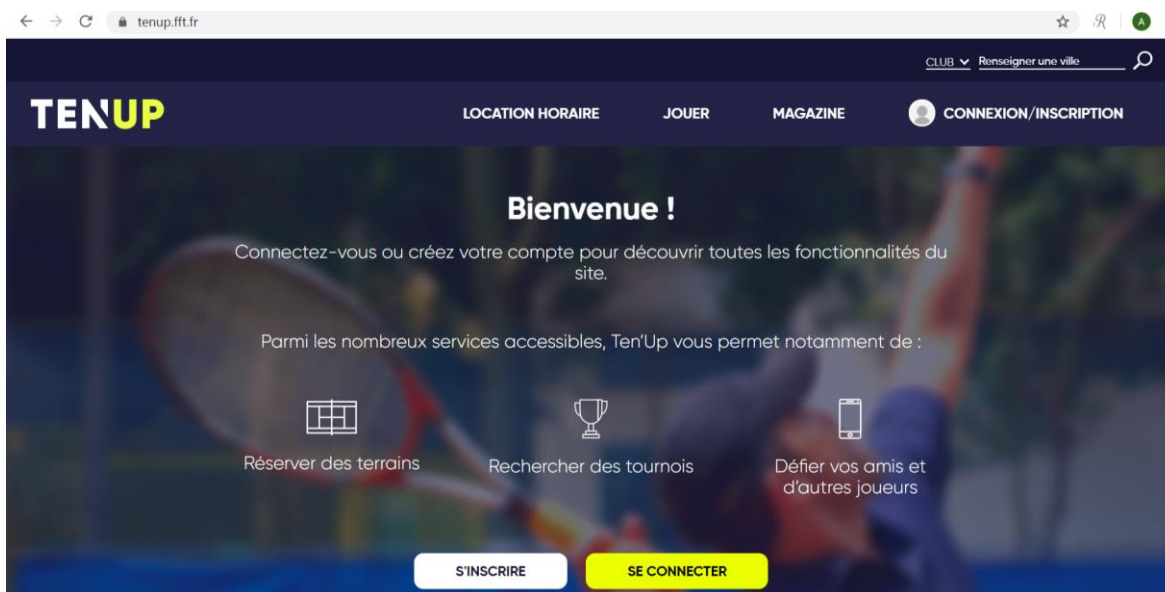 tenup.fft.fr
CLUB Renseigner une ville
TENUP
LOCATION HORAIRE JOUER MAGAZINE CONNEXION/INSCRIPTION
Bienvenue !
Connectez-vous ou créez votre compte pour découvrir toutes les fonctionnalités du
site.
Parmi les nombreux services accessibles, Ten'Up vous permet notamment de :
Réserver des terrains
Rechercher des tournois
Défier vos amis et
d'autres joueurs
S'INSCRIRE SE CONNECTER